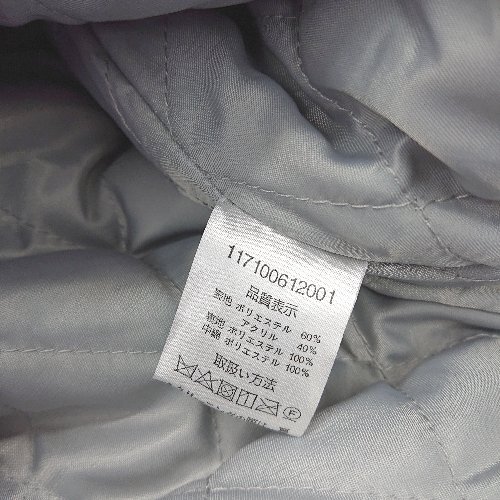 117100612001
品質表示
表地 ポリエステル 60%
アクリル 40%
裏地 ポリエステル 100%
中綿 ポリエステル 100%
取扱い方法